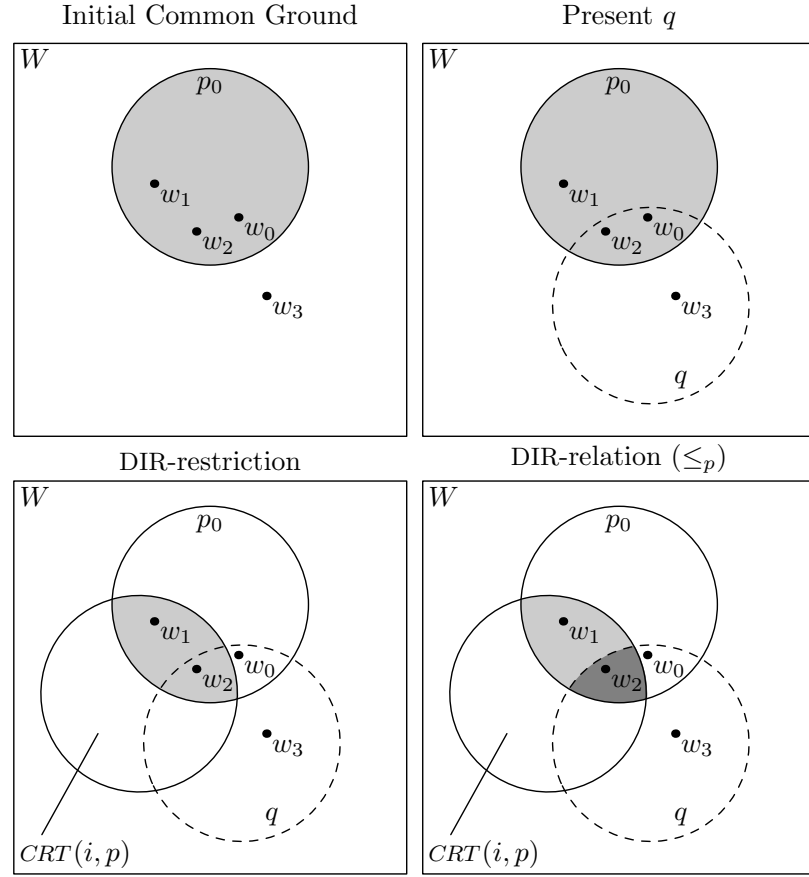 Initial Common Ground
W
p₀
w₁
w₂
w₀
w₃
Present q
W
p₀
w₁
w₂
w₀
w₃
q
DIR-restriction
W
p₀
w₁
w₂
w₀
w₃
q
CRT(i, p)
DIR-relation (≤ₚ)
W
p₀
w₁
w₂
w₀
w₃
q
CRT(i, p)